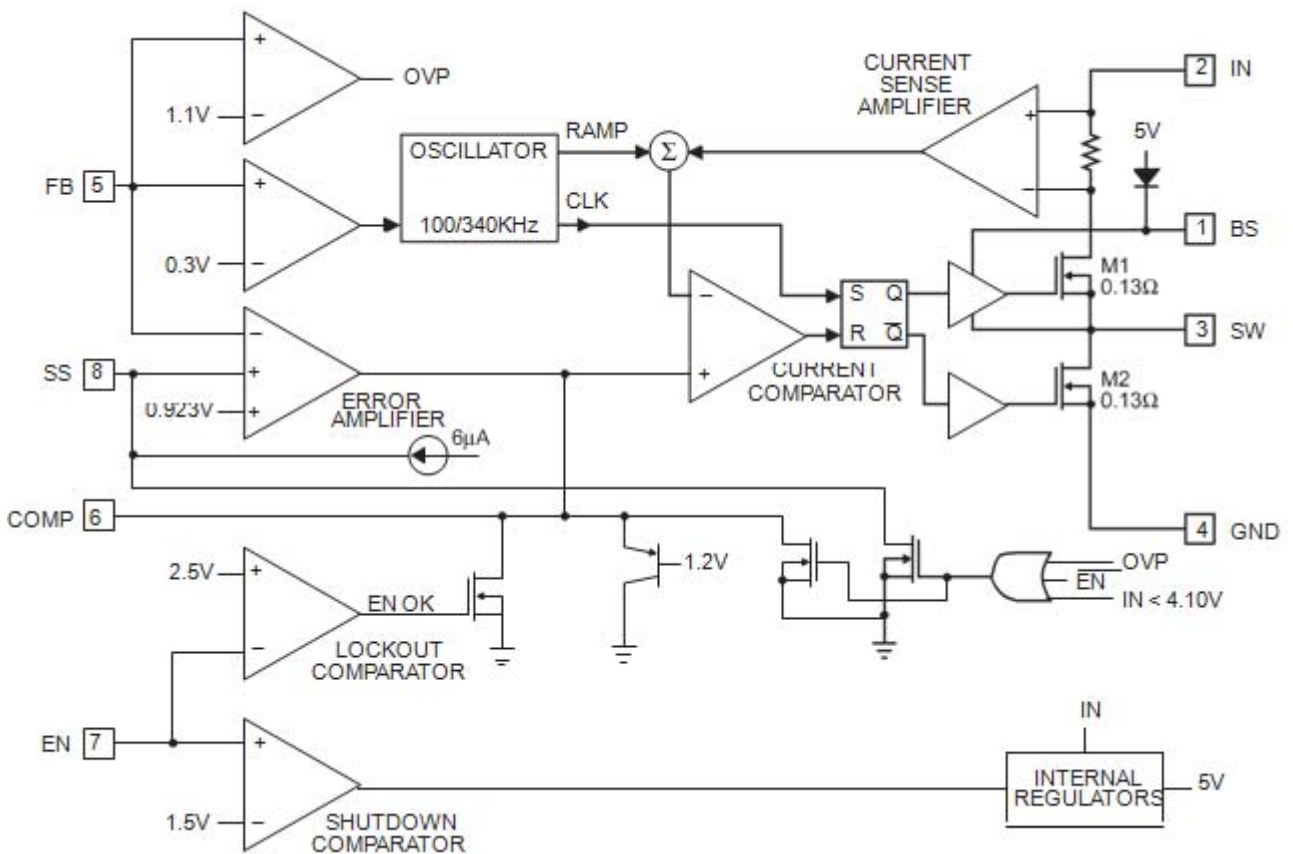 +
OVP
1.1V
−
CURRENT
SENSE
AMPLIFIER
2 IN
+
−
5V
RAMP
OSCILLATOR
Σ
CLK
100/340KHz
FB 5
+
0.3V
−
1 BS
M1
0.13Ω
S Q
R Q̅
−
+
CURRENT
COMPARATOR
3 SW
M2
0.13Ω
SS 8
−
+
0.923V
+
ERROR
AMPLIFIER
6µA
COMP 6
4 GND
1.2V
OVP
E̅N̅
IN < 4.10V
2.5V
+
EN OK
−
LOCKOUT
COMPARATOR
EN 7
+
1.5V
−
SHUTDOWN
COMPARATOR
IN
INTERNAL
REGULATORS
5V